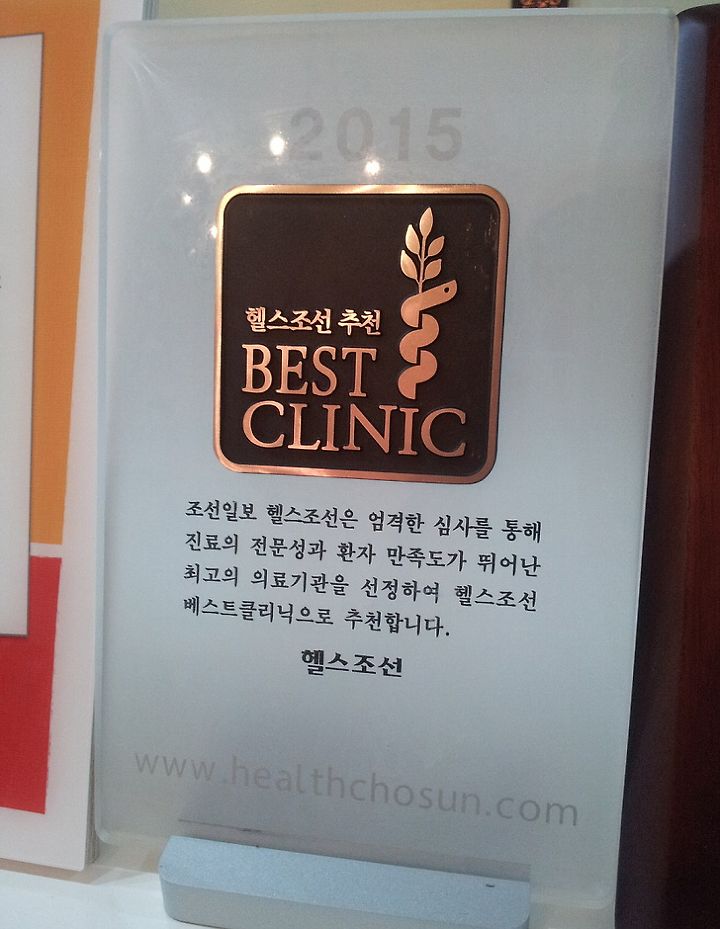 2015
헬스조선 추천
BEST
CLINIC
조선일보 헬스조선은 엄격한 심사를 통해
진료의 전문성과 환자 만족도가 뛰어난
최고의 의료기관을 선정하여 헬스조선
베스트클리닉으로 추천합니다.
헬스조선
www.healthchosun.com